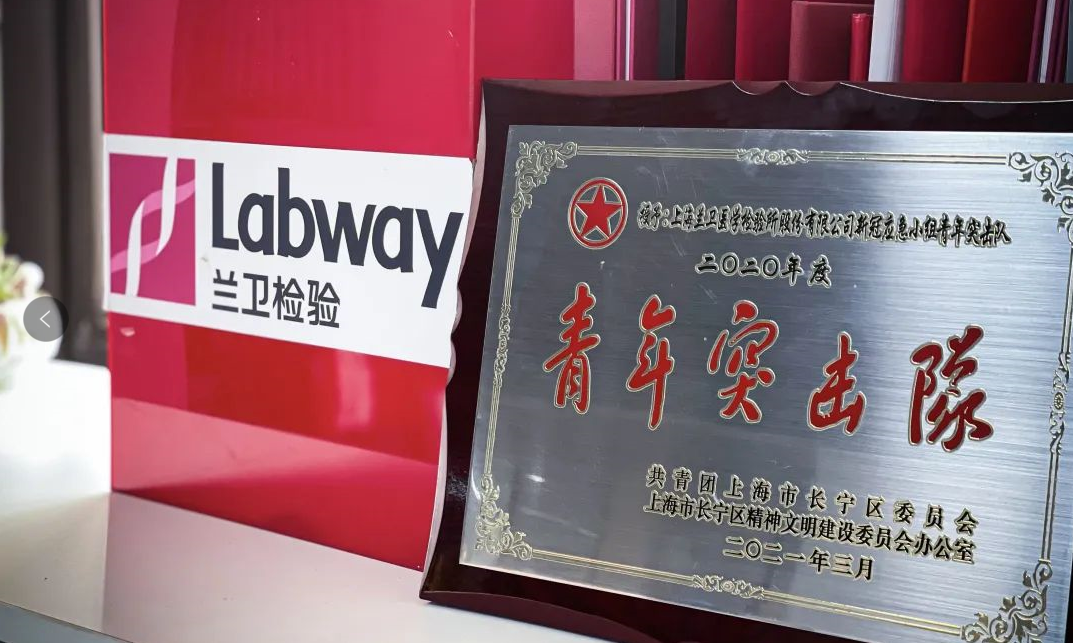 Labway
兰卫检验
授予:上海兰卫医学检验所股份有限公司新冠应急小组青年突击队
二〇二〇年度
青年突击隊
共青团上海市长宁区委员会
上海市长宁区精神文明建设委员会办公室
二〇二一年三月